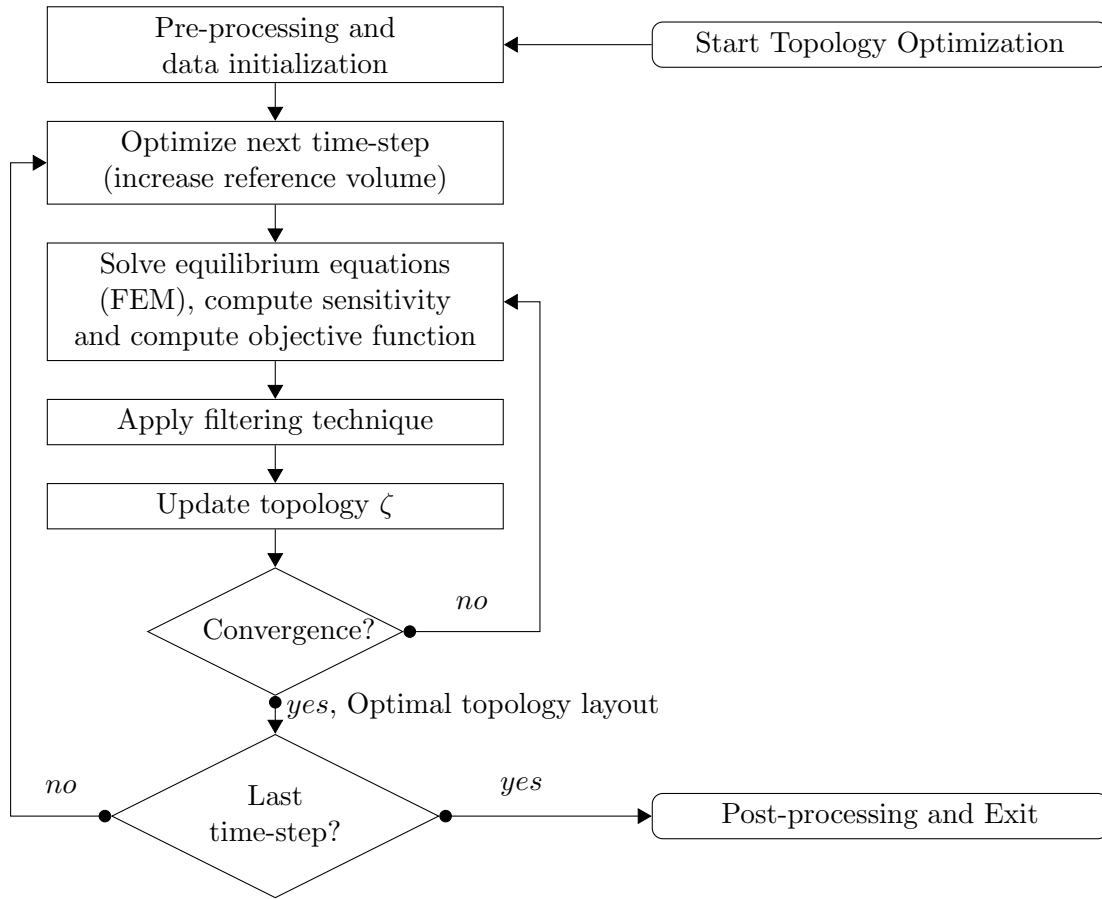 Pre-processing and
data initialization
Start Topology Optimization
Optimize next time-step
(increase reference volume)
Solve equilibrium equations
(FEM), compute sensitivity
and compute objective function
Apply filtering technique
Update topology ζ
Convergence?
no
yes, Optimal topology layout
Last
time-step?
no
yes
Post-processing and Exit